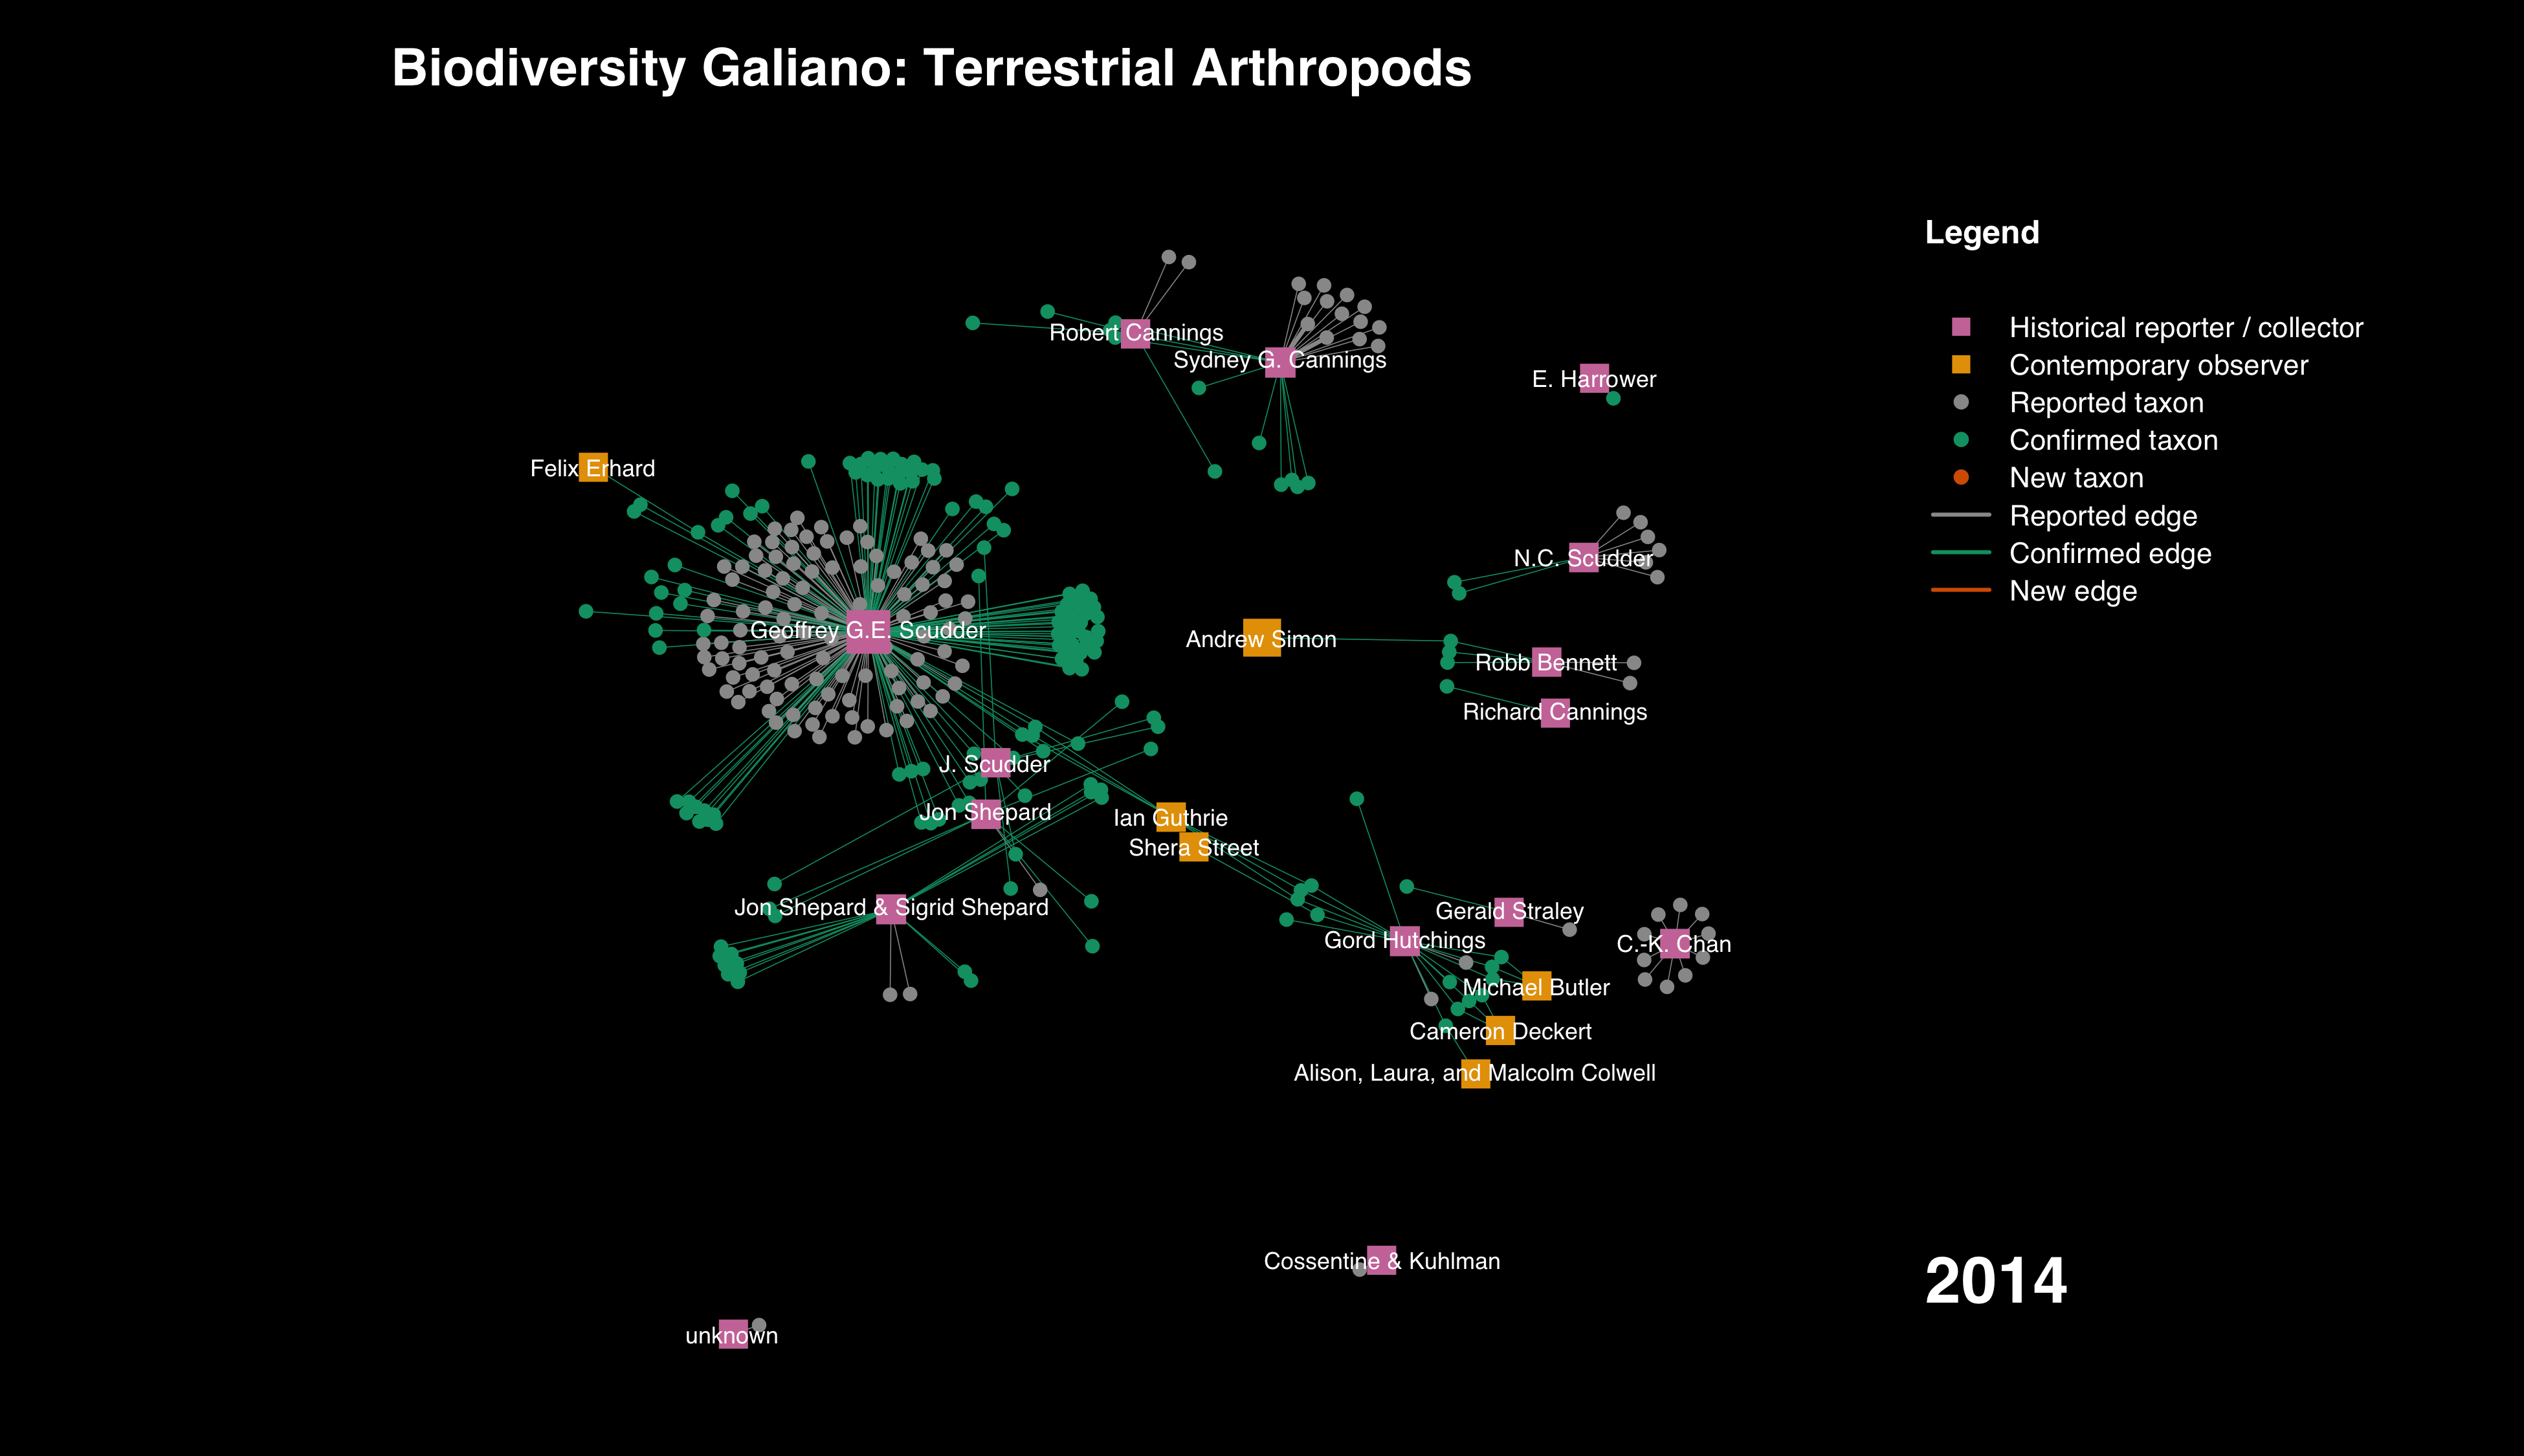 Biodiversity Galiano: Terrestrial Arthropods
Legend
Historical reporter / collector
Contemporary observer
Reported taxon
Confirmed taxon
New taxon
Reported edge
Confirmed edge
New edge
Robert Cannings
Sydney G. Cannings
E. Harrower
Felix Erhard
N.C. Scudder
Geoffrey G.E. Scudder
Andrew Simon
Robb Bennett
Richard Cannings
J. Scudder
Jon Shepard
Ian Guthrie
Shera Street
Jon Shepard & Sigrid Shepard
Gerald Straley
Gord Hutchings
C.-K. Chan
Michael Butler
Cameron Deckert
Alison, Laura, and Malcolm Colwell
Cossentine & Kuhlman
unknown
2014